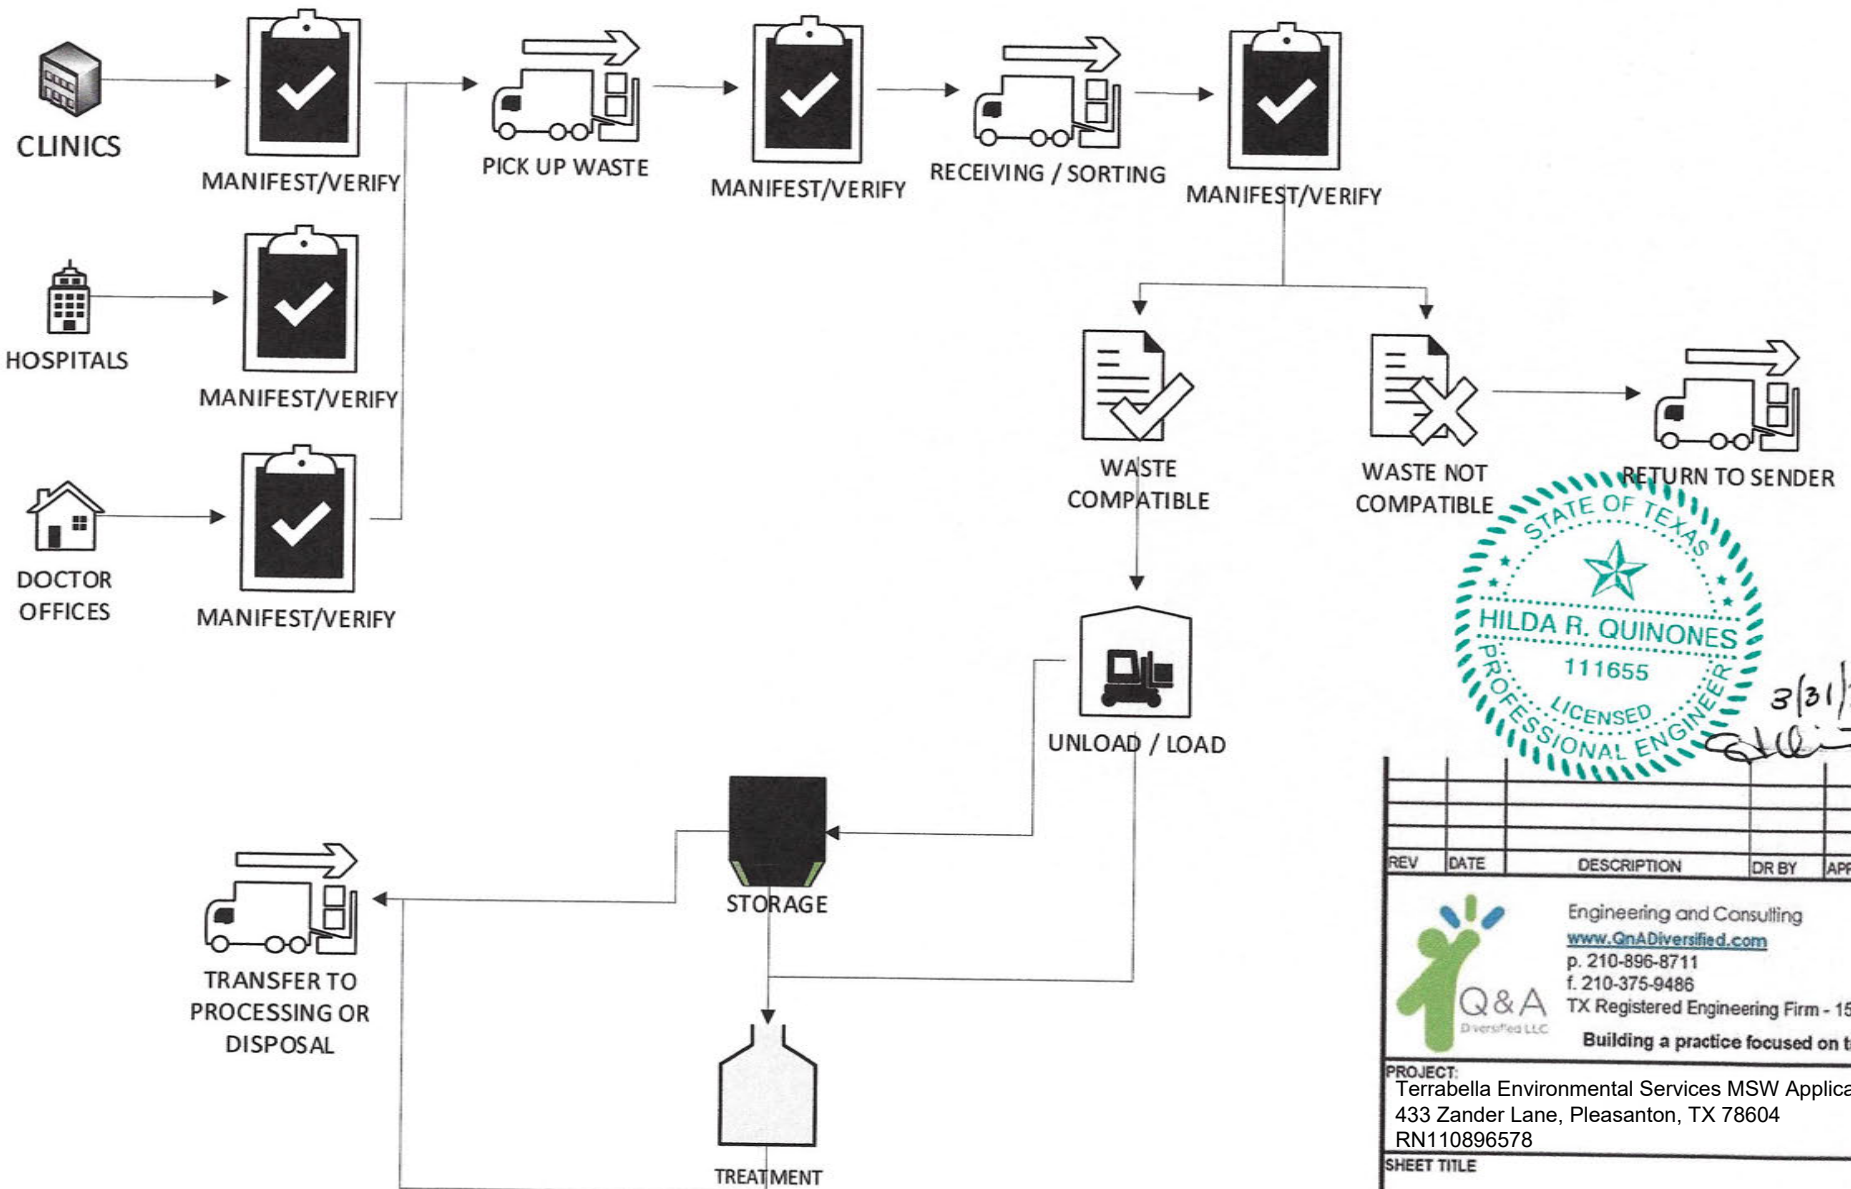 CLINICS
MANIFEST/VERIFY
PICK UP WASTE
MANIFEST/VERIFY
RECEIVING / SORTING
MANIFEST/VERIFY
HOSPITALS
MANIFEST/VERIFY
WASTE
COMPATIBLE
WASTE NOT
COMPATIBLE
RETURN TO SENDER
DOCTOR
OFFICES
MANIFEST/VERIFY
STATE OF TEXAS
HILDA R. QUINONES
111655
LICENSED
PROFESSIONAL ENGINEER
3/31/
UNLOAD / LOAD
STORAGE
TRANSFER TO
PROCESSING OR
DISPOSAL
TREATMENT
REV DATE DESCRIPTION DR BY
Engineering and Consulting
www.QnADiversified.com
p. 210-896-8711
f. 210-375-9486
TX Registered Engineering Firm - 15
Q & A
Diversified LLC
Building a practice focused on
PROJECT:
Terrabella Environmental Services MSW
433 Zander Lane, Pleasanton, TX 78604
RN110896578
SHEET TITLE